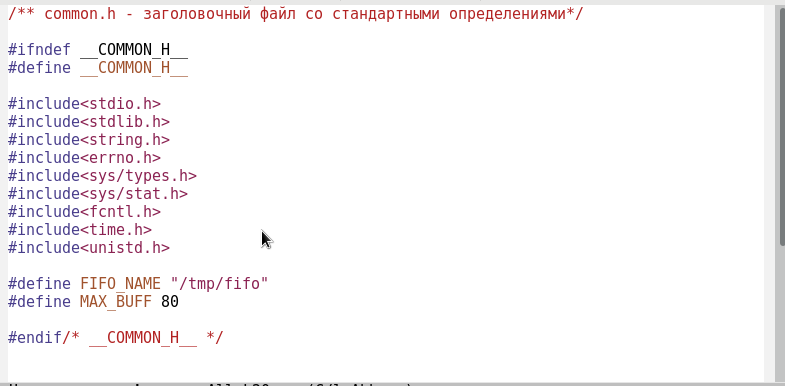 /** common.h - заголовочный файл со стандартными определениями*/
#ifndef __COMMON_H__
#define __COMMON_H__
#include<stdio.h>
#include<stdlib.h>
#include<string.h>
#include<errno.h>
#include<sys/types.h>
#include<sys/stat.h>
#include<fcntl.h>
#include<time.h>
#include<unistd.h>
#define FIFO_NAME "/tmp/fifo"
#define MAX_BUFF 80
#endif/* __COMMON_H__ */